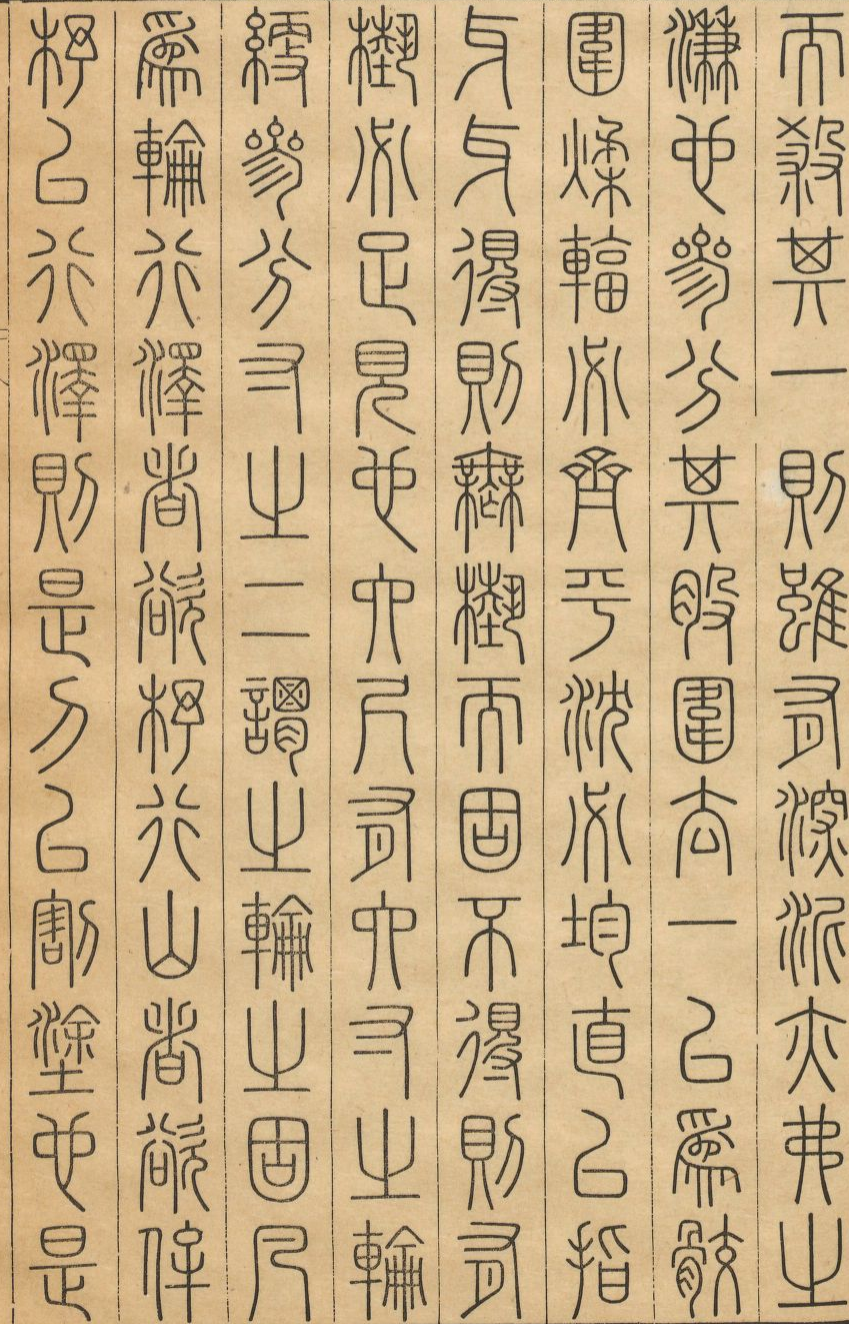 而殺其一則雖有深泥亦弗之
溓也參分其股圍去一以爲骹
圍煣輻必齊平沈必均直以指
牙牙得則無槷而固不得則有
槷必足見也六尺有六寸之輪
綆參分寸之二謂之輪之固凡
爲輪行澤者欲杼行山者欲侔
杼以行澤則是刀以割塗也是